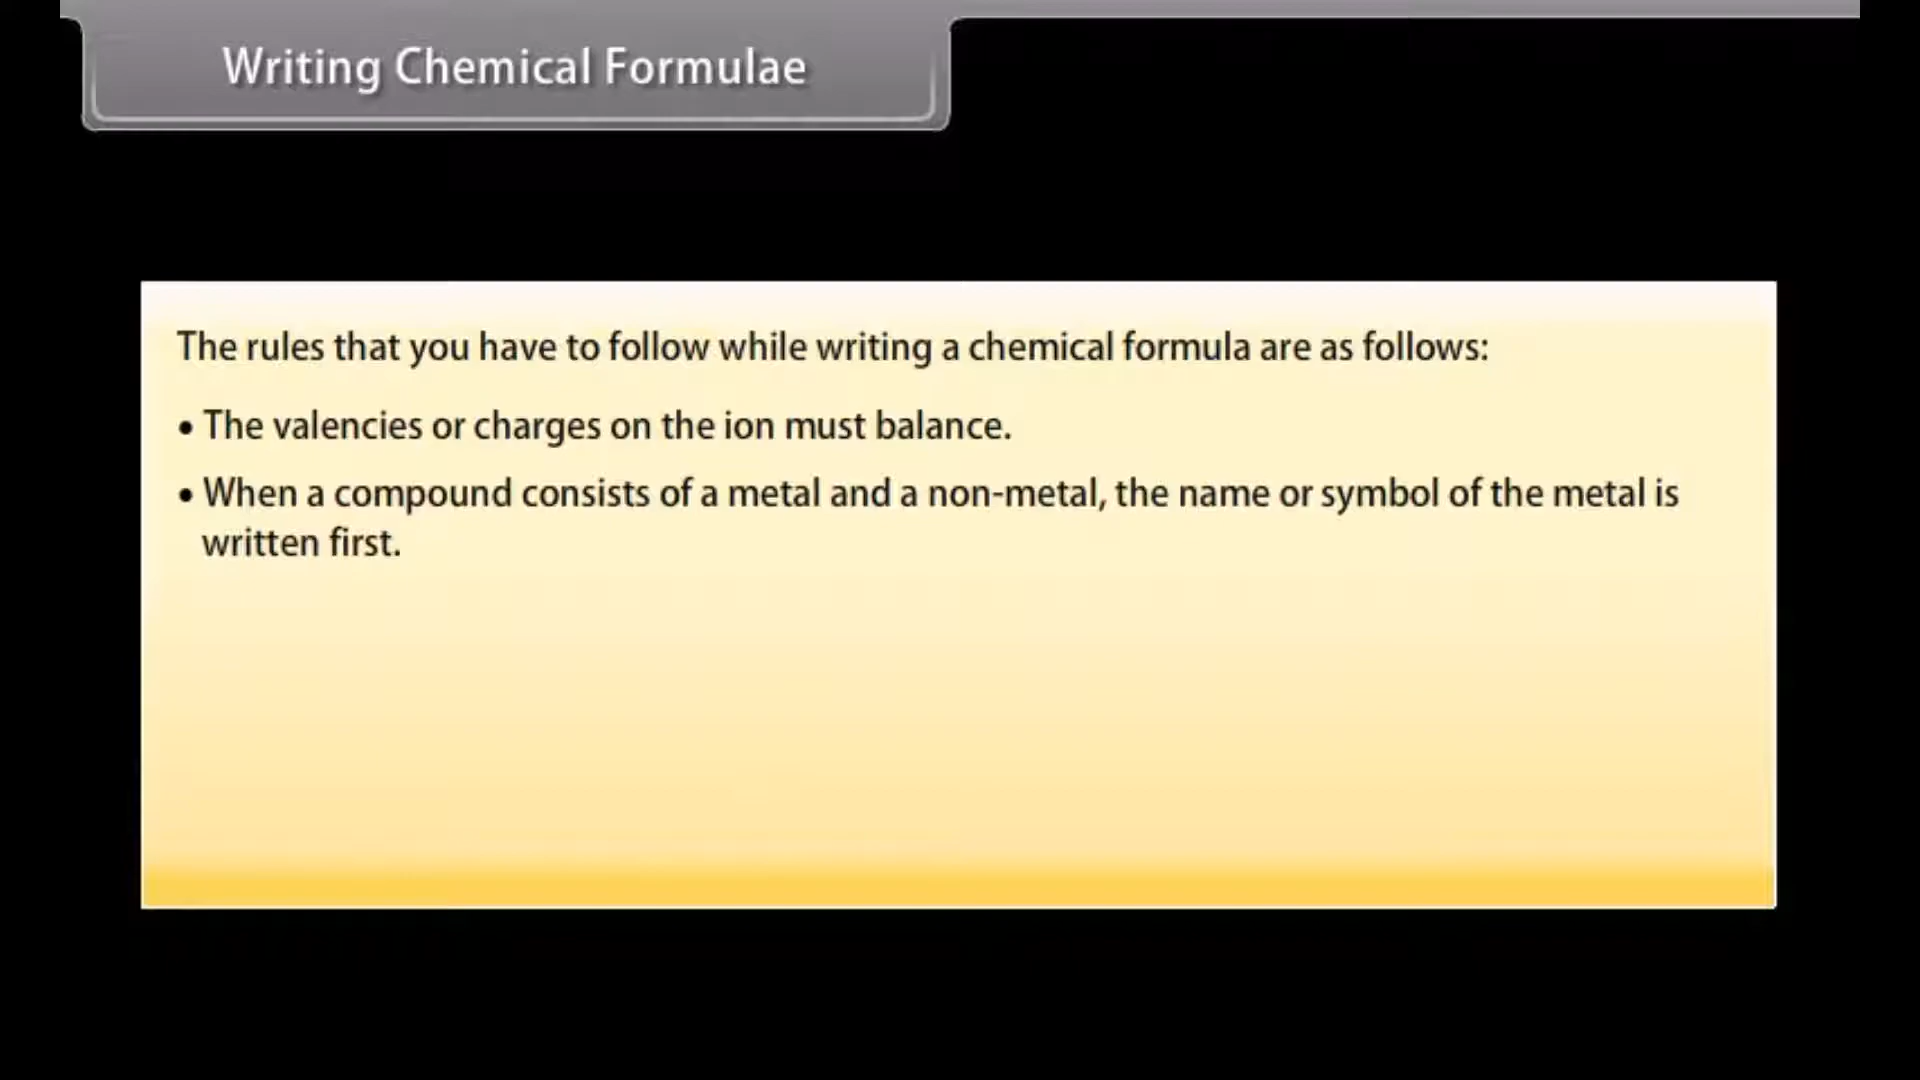 Writing Chemical Formulae
The rules that you have to follow while writing a chemical formula are as follows:
• The valencies or charges on the ion must balance.
• When a compound consists of a metal and a non-metal, the name or symbol of the metal is
written first.